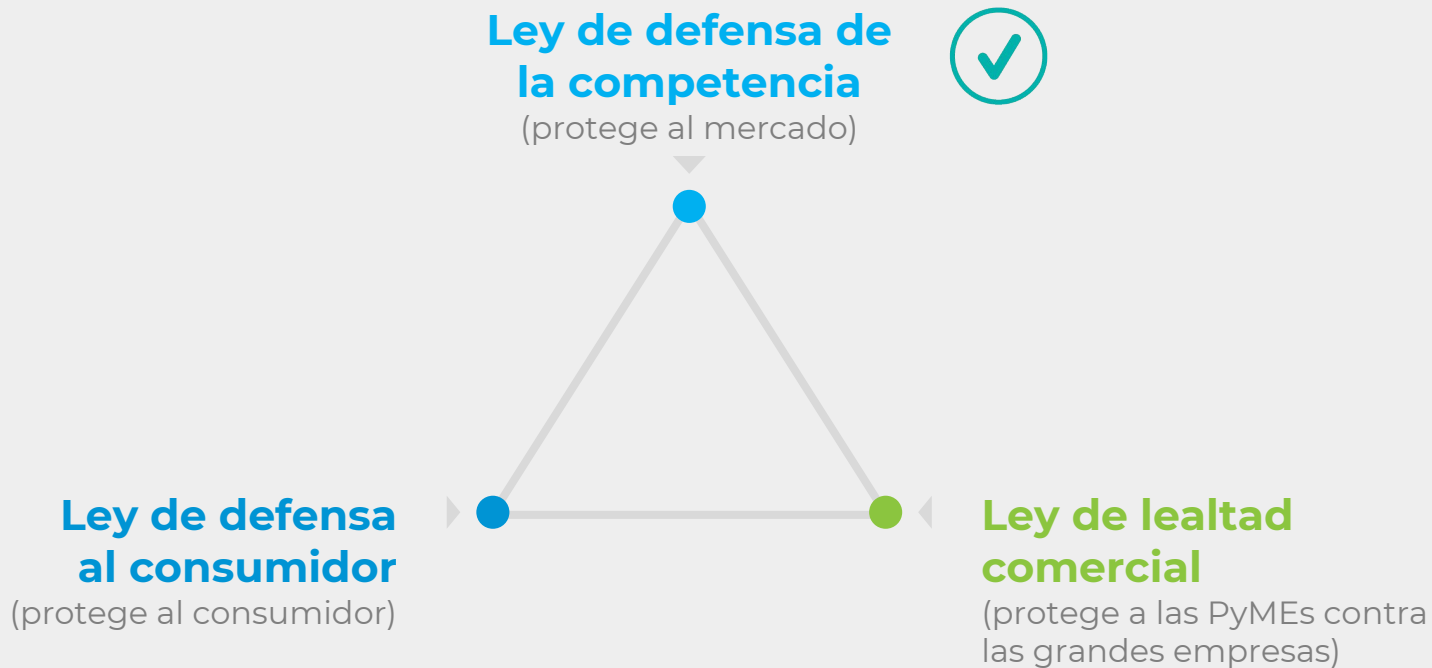 Ley de defensa de
la competencia
(protege al mercado)
Ley de defensa
al consumidor
(protege al consumidor)
Ley de lealtad
comercial
(protege a las PyMEs contra
las grandes empresas)